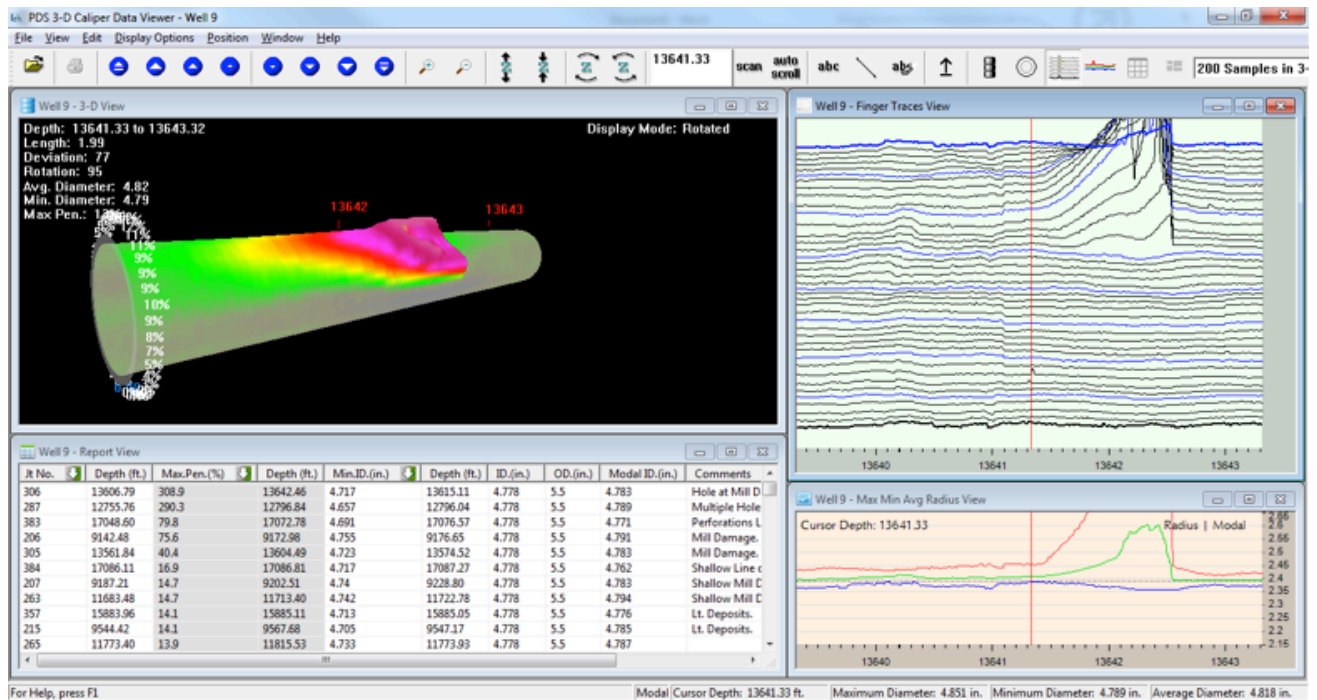 PDS 3-D Caliper Data Viewer - Well 9
File View Edit Display Options Position Window Help
13641.33 scan auto scroll abc abc 200 Samples in 3-
Well 9 - 3-D View
Depth: 13641.33 to 13643.32 Display Mode: Rotated
Length: 1.99
Deviation: 77
Rotation: 95
Avg. Diameter: 4.82
Min. Diameter: 4.79
Max Pen.:
13642 13643
11%
11%
9%
9%
9%
10%
9%
8%
7%
5%
Well 9 - Finger Traces View
13640 13641 13642 13643
Well 9 - Report View
Jt No. Depth (ft.) Max.Pen.(%) Depth (ft.) Min.ID.(in.) Depth (ft.) ID.(in.) OD.(in.) Modal ID.(in.) Comments
306 13606.79 308.9 13642.46 4.717 13615.11 4.778 5.5 4.783 Hole at Mill D
287 12755.76 290.3 12796.84 4.657 12796.04 4.778 5.5 4.789 Multiple Hole
383 17048.60 79.8 17072.78 4.691 17076.57 4.778 5.5 4.771 Perforations L
206 9142.48 75.6 9172.98 4.755 9176.65 4.778 5.5 4.791 Mill Damage.
305 13561.84 40.4 13604.49 4.723 13574.52 4.778 5.5 4.783 Mill Damage.
384 17086.11 16.9 17086.81 4.717 17087.27 4.778 5.5 4.762 Shallow Line c
207 9187.21 14.7 9202.51 4.74 9228.80 4.778 5.5 4.783 Shallow Mill D
263 11683.48 14.7 11713.40 4.742 11722.78 4.778 5.5 4.794 Shallow Mill D
357 15883.96 14.1 15885.11 4.713 15885.05 4.778 5.5 4.776 Lt. Deposits.
215 9544.42 14.1 9567.68 4.705 9547.17 4.778 5.5 4.785 Lt. Deposits.
265 11773.40 13.9 11815.53 4.733 11773.93 4.778 5.5 4.787
Well 9 - Max Min Avg Radius View
Cursor Depth: 13641.33 Radius | Modal
2.66
2.6
2.55
2.5
2.45
2.4
2.35
2.3
2.25
2.2
2.15
13640 13641 13642 13643
For Help, press F1 Modal Cursor Depth: 13641.33 ft. Maximum Diameter: 4.851 in. Minimum Diameter: 4.789 in. Average Diameter: 4.818 in.